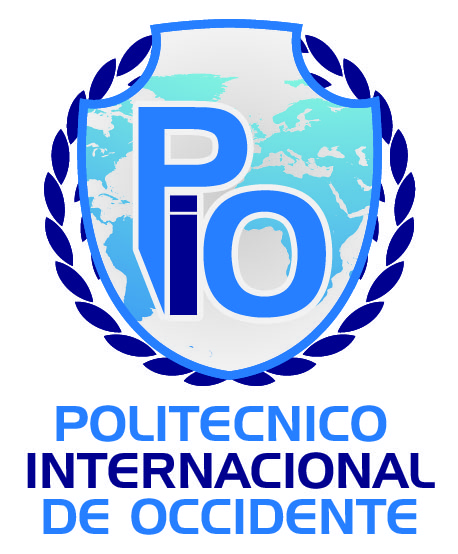 PiO
POLITECNICO
INTERNACIONAL
DE OCCIDENTE